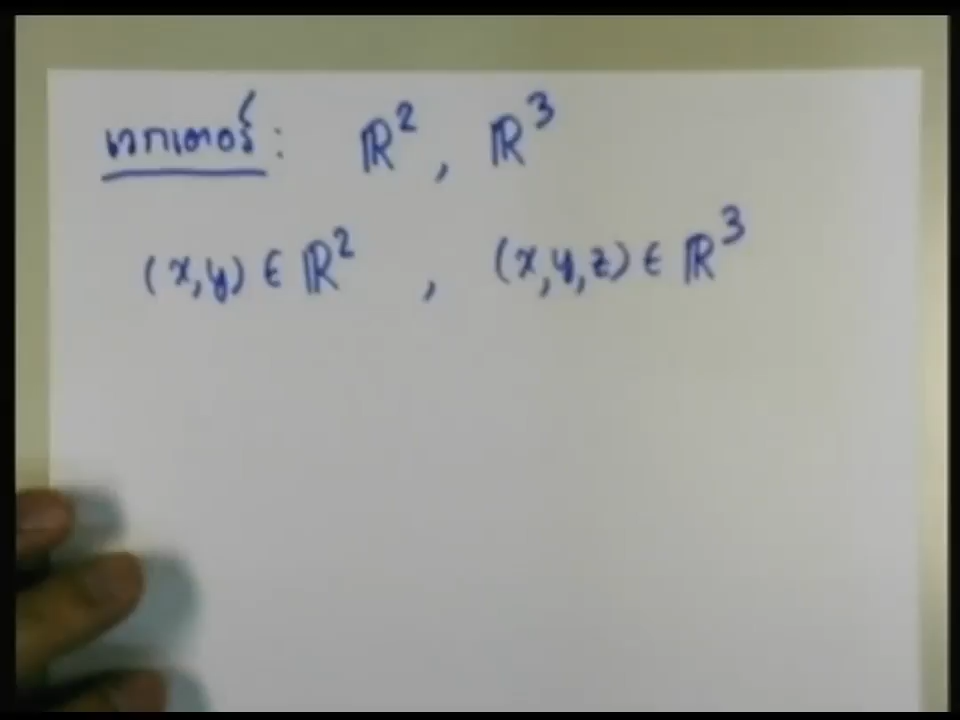 เวกเตอร์ : ℝ², ℝ³
(x,y) ∈ ℝ² , (x,y,z) ∈ ℝ³